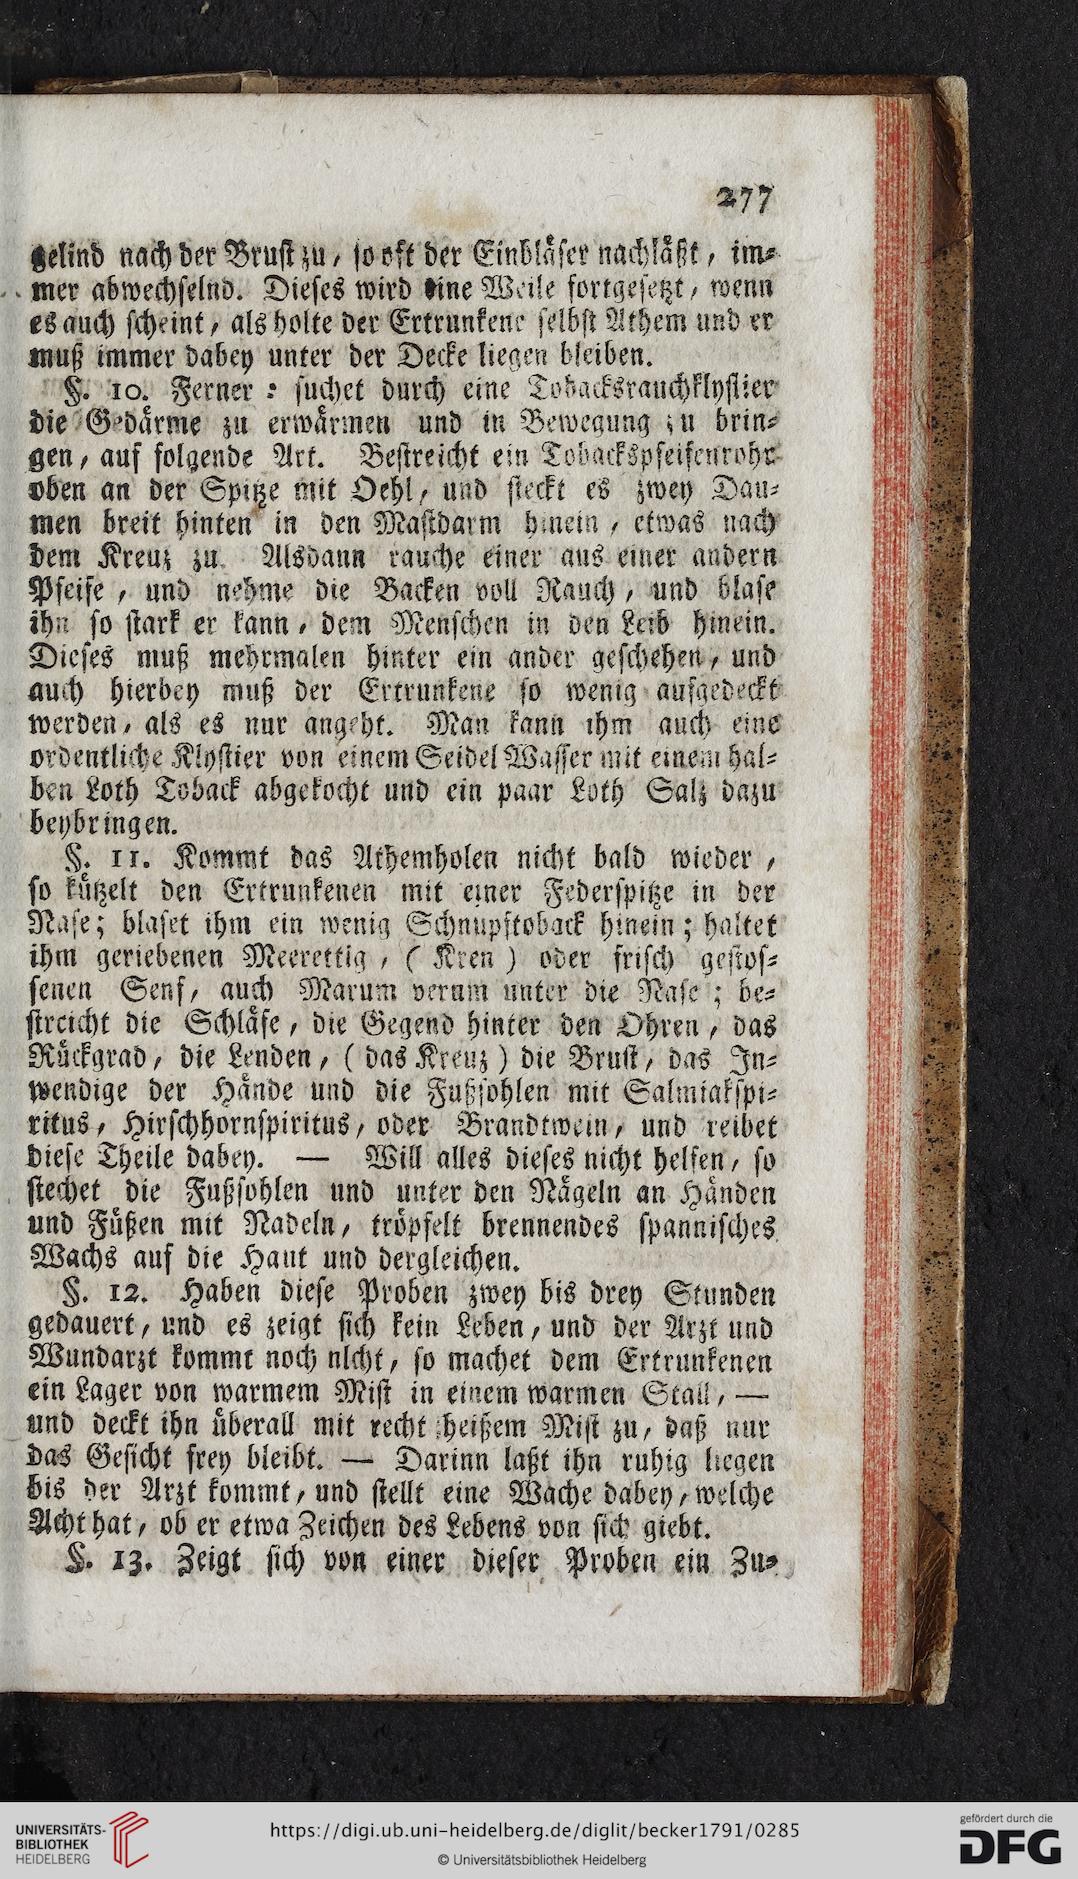 277
gelind nach der Brust zu, so oft der Einbläser nachläßt, im⸗
mer abwechselnd. Dieses wird eine Weile fortgesetzt, wenn
es auch scheint, als holte der Ertrunkene selbst Athem und er
muß immer dabey unter der Decke liegen bleiben.
§. 10. Ferner: suchet durch eine Tobacksrauchklystier
die Gedärme zu erwärmen und in Bewegung zu brin⸗
gen, auf folgende Art. Bestreicht ein Tobackspfeifenrohr
oben an der Spitze mit Oehl, und steckt es zwey Dau⸗
men breit hinten in den Mastdarm hinein, etwas nach
dem Kreuz zu. Alsdann rauche einer aus einer andern
Pfeife, und nehme die Backen voll Rauch, und blase
ihn so stark er kann, dem Menschen in den Leib hinein.
Dieses muß mehrmalen hinter ein ander geschehen, und
auch hierbey muß der Ertrunkene so wenig aufgedeckt
werden, als es nur angeht. Man kann ihm auch eine
ordentliche Klystier von einem Seidel Wasser mit einem hal⸗
ben Loth Toback abgekocht und ein paar Loth Salz dazu
beybringen.
§. 11. Kommt das Athemholen nicht bald wieder,
so kützelt den Ertrunkenen mit einer Federspitze in der
Nase; blaset ihm ein wenig Schnupftoback hinein; haltet
ihm geriebenen Meerettig, (Kren) oder frisch gestos⸗
senen Senf, auch Marum verum unter die Nase; be⸗
streicht die Schläfe, die Gegend hinter den Ohren, das
Rückgrad, die Lenden, (das Kreuz) die Brust, das In⸗
wendige der Hände und die Fußsohlen mit Salmiakspi⸗
ritus, Hirschhornspiritus, oder Brandtwein, und reibet
diese Theile dabey. — Will alles dieses nicht helfen, so
stechet die Fußsohlen und unter den Nägeln an Händen
und Füßen mit Nadeln, tröpfelt brennendes spannisches
Wachs auf die Haut und dergleichen.
§. 12. Haben diese Proben zwey bis drey Stunden
gedauert, und es zeigt sich kein Leben, und der Arzt und
Wundarzt kommt noch nicht, so machet dem Ertrunkenen
ein Lager von warmem Mist in einem warmen Stall, —
und deckt ihn überall mit recht heißem Mist zu, daß nur
das Gesicht frey bleibt. — Darinn laßt ihn ruhig liegen
bis der Arzt kommt, und stellt eine Wache dabey, welche
Acht hat, ob er etwa Zeichen des Lebens von sich giebt.
§. 13. Zeigt sich von einer dieser Proben ein Zu⸗
UNIVERSITÄTS-
BIBLIOTHEK
HEIDELBERG
https://digi.ub.uni-heidelberg.de/diglit/becker1791/0285
© Universitätsbibliothek Heidelberg
gefördert durch die
DFG